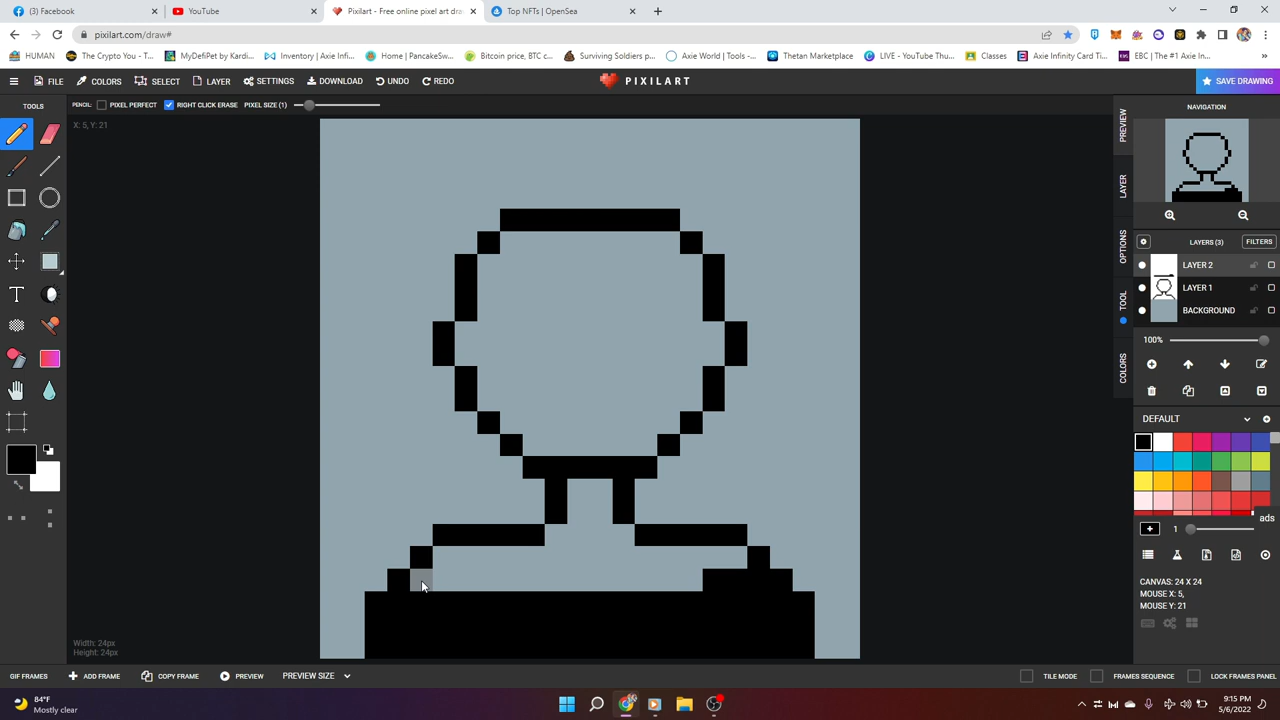 (3) Facebook
YouTube
Pixilart - Free online pixel art dra
Top NFTs | OpenSea
pixilart.com/draw#
HUMAN
The Crypto You - T...
MyDefiPet by Kardi...
Inventory | Axie Infi...
Home | PancakeSw...
Bitcoin price, BTC c...
Surviving Soldiers p...
Axie World | Tools -...
Thetan Marketplace
LIVE - YouTube Thu...
Classes
Axie Infinity Card Ti...
EBC | The #1 Axie In...
FILE
COLORS
SELECT
LAYER
SETTINGS
DOWNLOAD
UNDO
REDO
PIXILART
SAVE DRAWING
TOOLS
PENCIL:
PIXEL PERFECT
RIGHT CLICK ERASE
PIXEL SIZE (1)
NAVIGATION
X: 5, Y: 21
PREVIEW
LAYER
OPTIONS
TOOL
COLORS
LAYERS (3)
FILTERS
LAYER 2
LAYER 1
BACKGROUND
100%
DEFAULT
ads
1
CANVAS: 24 X 24
MOUSE X: 5,
MOUSE Y: 21
Width: 24px
Height: 24px
GIF FRAMES
ADD FRAME
COPY FRAME
PREVIEW
PREVIEW SIZE
TILE MODE
FRAMES SEQUENCE
LOCK FRAMES PANEL
84°F
Mostly clear
9:15 PM
5/6/2022